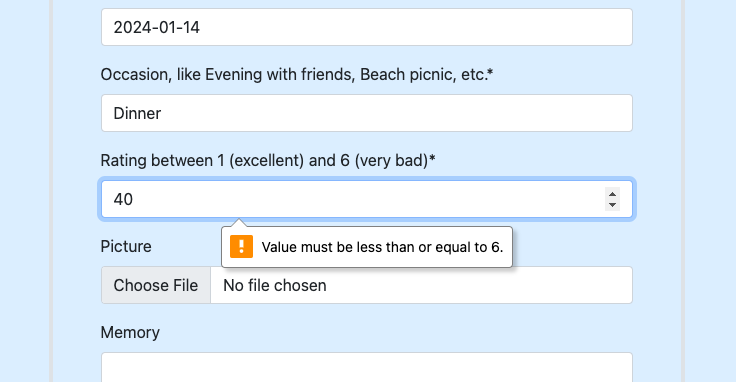 2024-01-14
Occasion, like Evening with friends, Beach picnic, etc.*
Dinner
Rating between 1 (excellent) and 6 (very bad)*
40
Value must be less than or equal to 6.
Picture
Choose File No file chosen
Memory